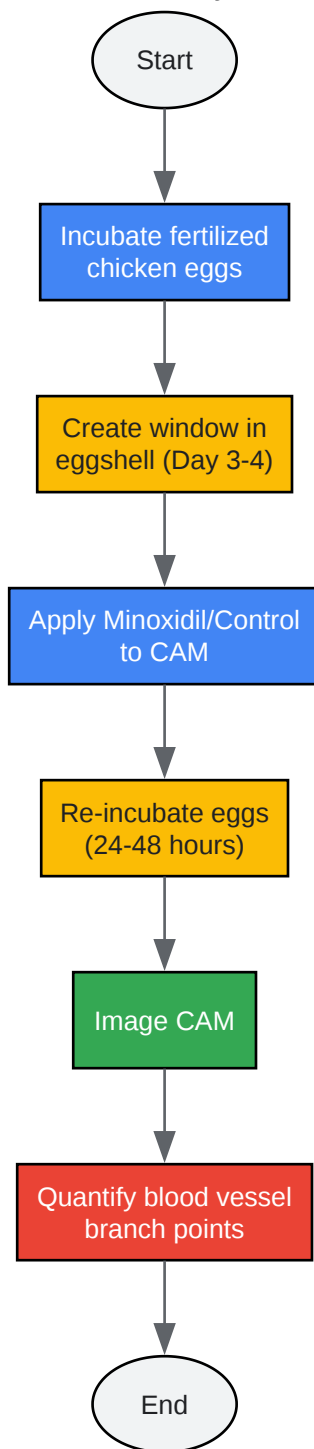 Start
Incubate fertilized
chicken eggs
Create window in
eggshell (Day 3-4)
Apply Minoxidil/Control
to CAM
Re-incubate eggs
(24-48 hours)
Image CAM
Quantify blood vessel
branch points
End